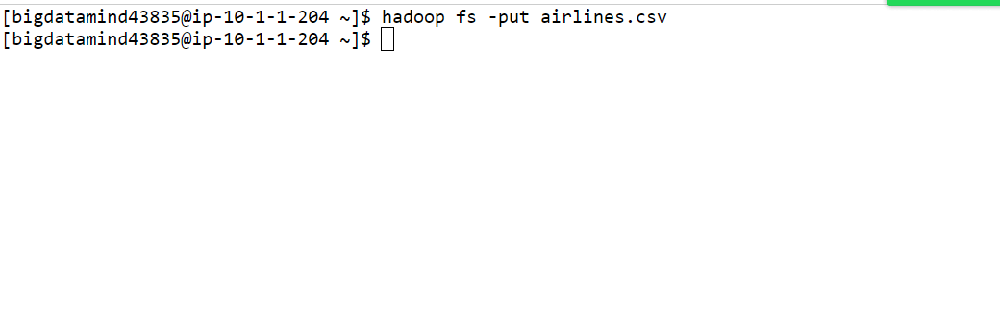 [bigdatamind43835@ip-10-1-1-204 ~]$ hadoop fs -put airlines.csv
[bigdatamind43835@ip-10-1-1-204 ~]$